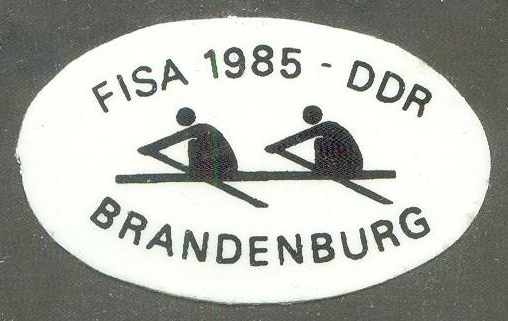 FISA 1985 - DDR
BRANDENBURG